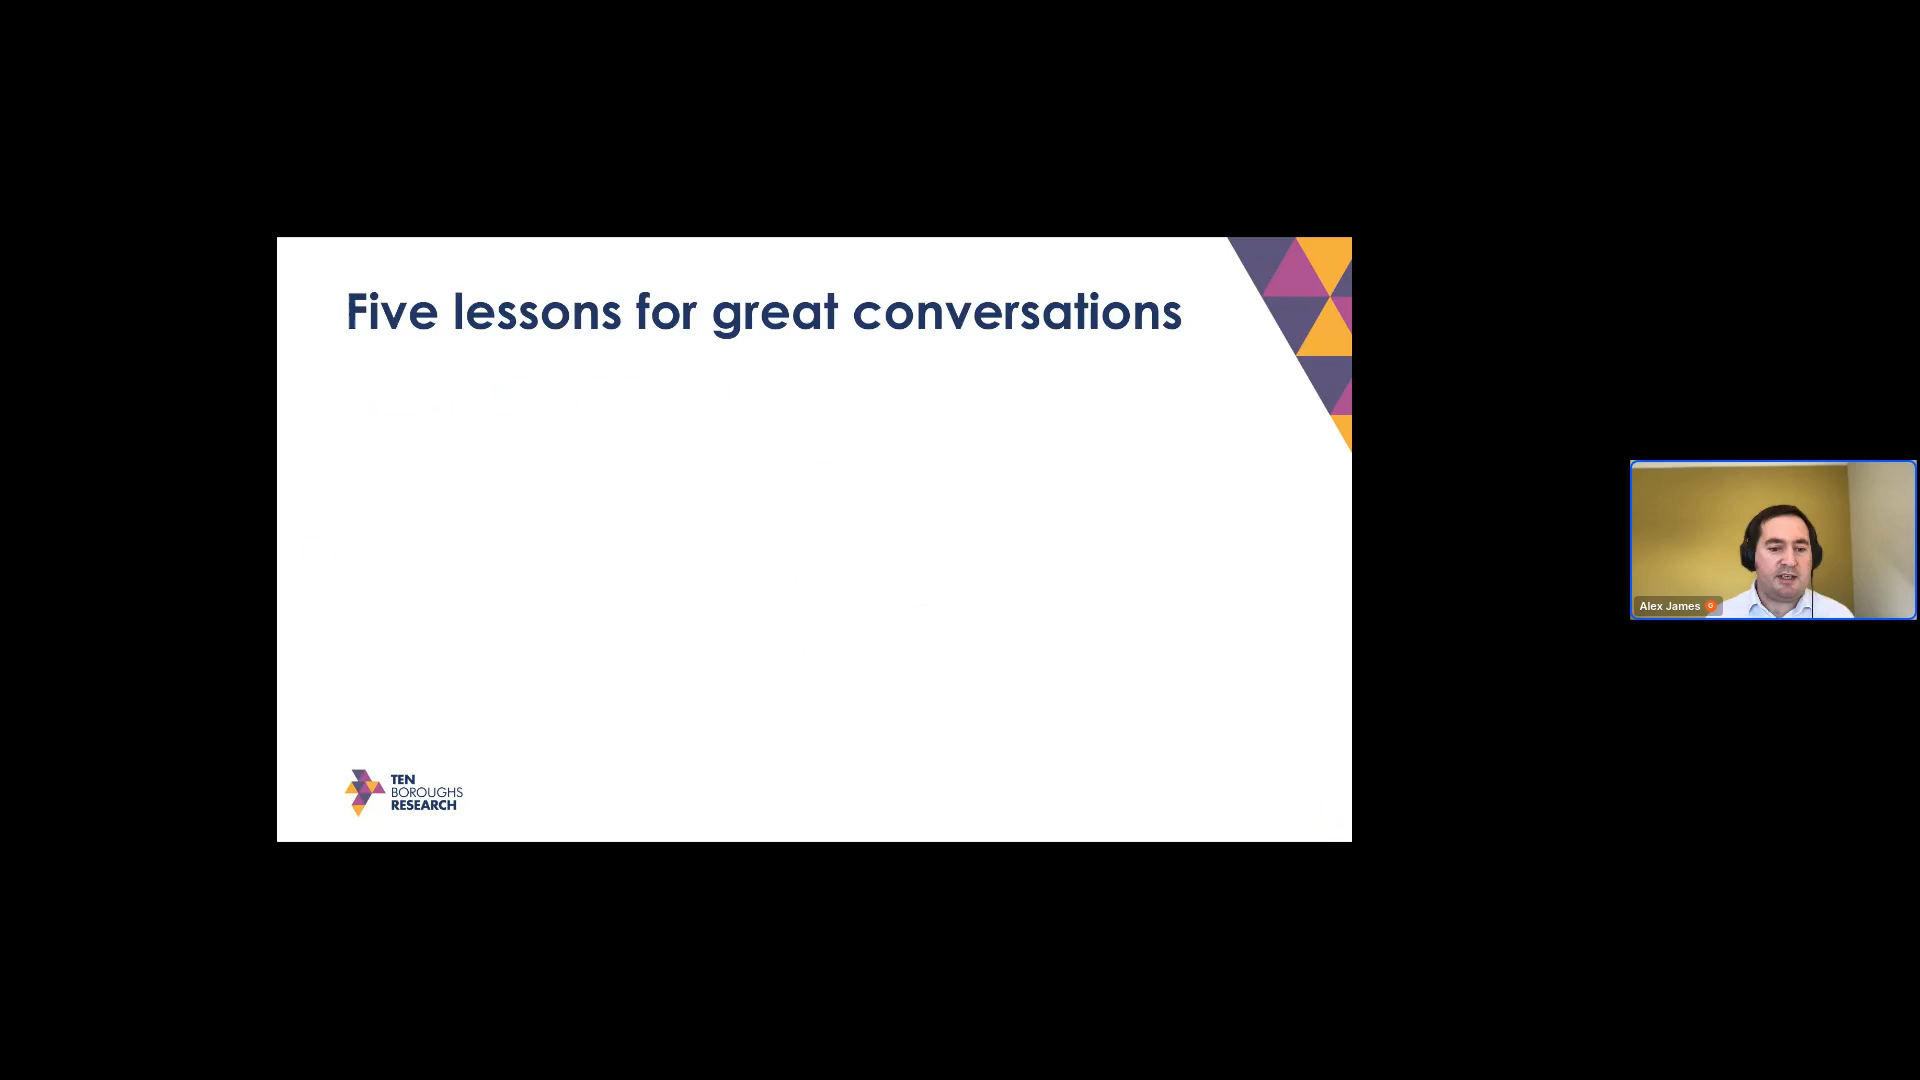 Five lessons for great conversations
TEN
BOROUGHS
RESEARCH
Alex James